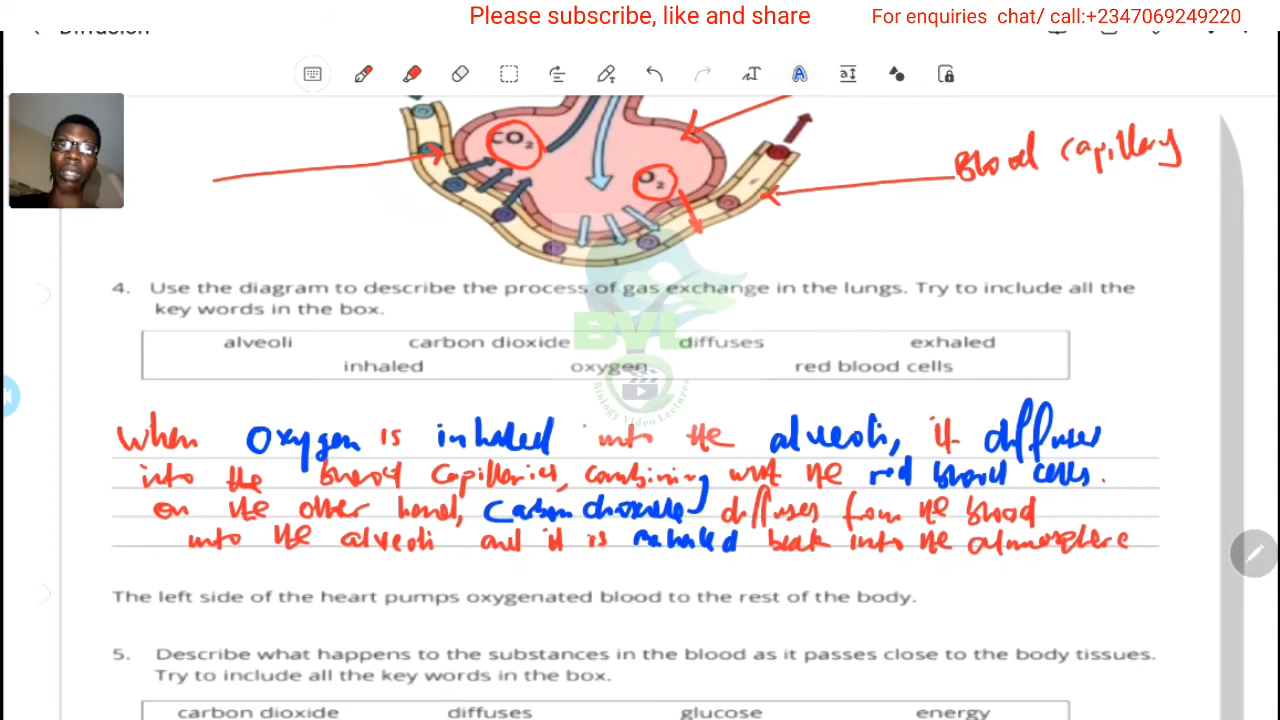 Please subscribe, like and share
For enquiries chat/ call:+2347069249220
Diffusion
CO₂
O₂
Blood capillary
4. Use the diagram to describe the process of gas exchange in the lungs. Try to include all the
key words in the box.
alveoli carbon dioxide diffuses exhaled
inhaled oxygen red blood cells
BVL
Biology Video Lectures
When oxygen is inhaled into the alveoli, it diffuses
into the blood capillaries, combining with the red blood cells.
on the other hand, Carbon dioxide diffuses from the blood
into the alveoli and it is back into the atmosphere
The left side of the heart pumps oxygenated blood to the rest of the body.
5. Describe what happens to the substances in the blood as it passes close to the body tissues.
Try to include all the key words in the box.
carbon dioxide diffuses glucose energy